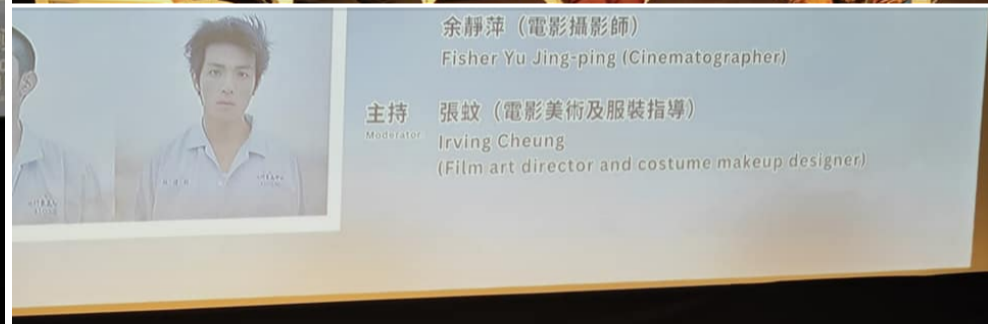 余靜萍（電影攝影師）
Fisher Yu Jing-ping (Cinematographer)
主持 張蚊（電影美術及服裝指導）
Moderator Irving Cheung
(Film art director and costume makeup designer)